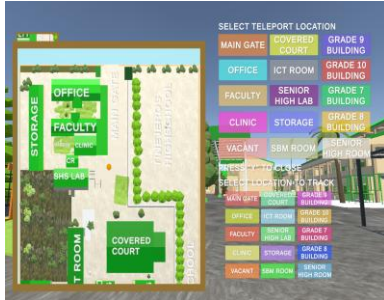 SELECT TELEPORT LOCATION
MAIN GATE
COVERED COURT
GRADE 9 BUILDING
OFFICE
ICT ROOM
GRADE 10 BUILDING
FACULTY
SENIOR HIGH LAB
GRADE 7 BUILDING
CLINIC
STORAGE
GRADE 8 BUILDING
VACANT
SBM ROOM
SENIOR HIGH ROOM
TO CLOSE
SELECT LOCATION TO TRACK
MAIN GATE
COVERED COURT
GRADE 9 BUILDING
OFFICE
ICT ROOM
GRADE 10 BUILDING
FACULTY
SENIOR HIGH LAB
GRADE 7 BUILDING
CLINIC
STORAGE
GRADE 8 BUILDING
VACANT
SBM ROOM
SENIOR HIGH ROOM
OFFICE
STORAGE
FACULTY
CLINIC
CR
SHS LAB
MAIN GATE
T ROOM
COVERED
COURT